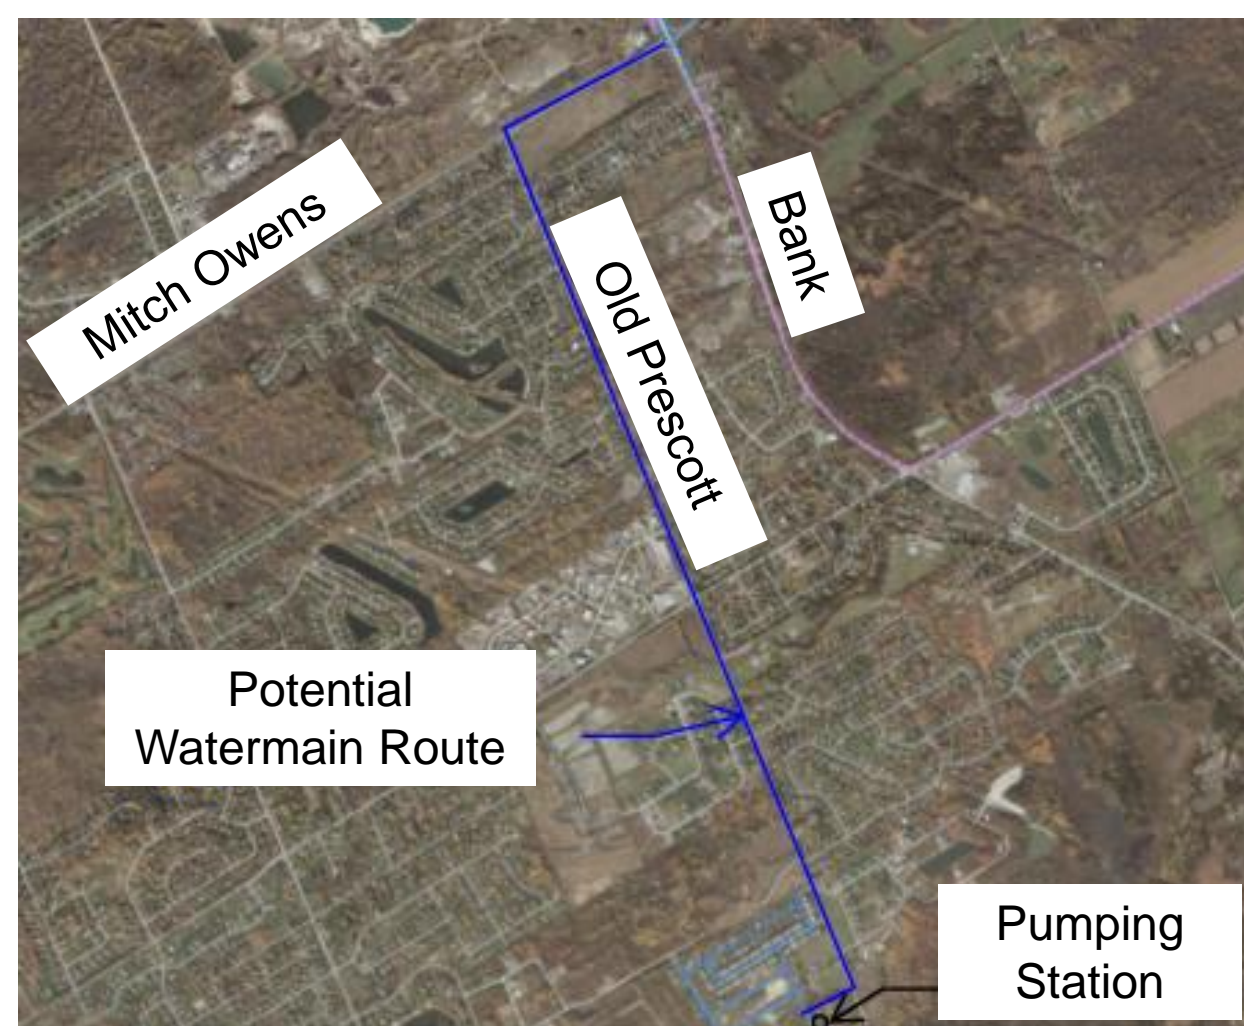 Mitch Owens
Bank
Old Prescott
Potential
Watermain Route
Pumping
Station